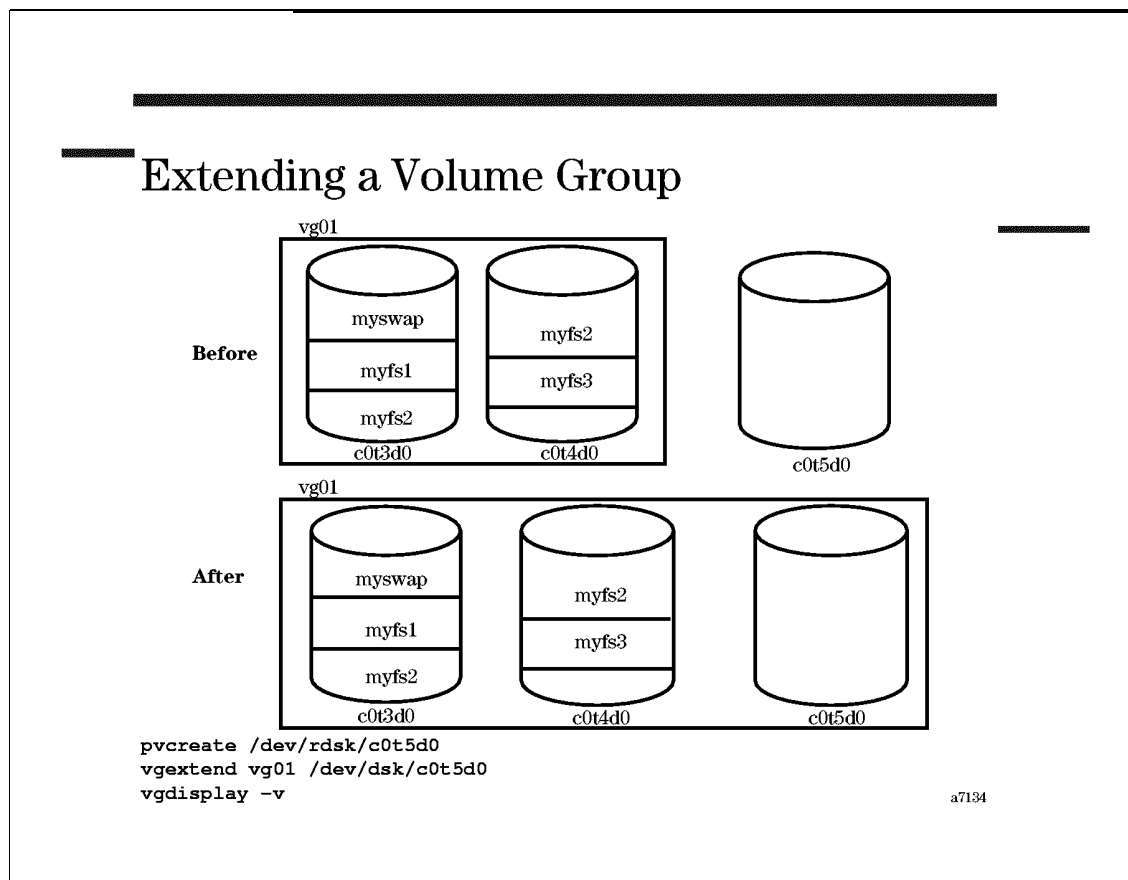 Extending a Volume Group
vg01
Before
myswap
myfs1
myfs2
c0t3d0
myfs2
myfs3
c0t4d0
c0t5d0
vg01
After
myswap
myfs1
myfs2
c0t3d0
myfs2
myfs3
c0t4d0
c0t5d0
pvcreate /dev/rdsk/c0t5d0
vgextend vg01 /dev/dsk/c0t5d0
vgdisplay –v
a7134